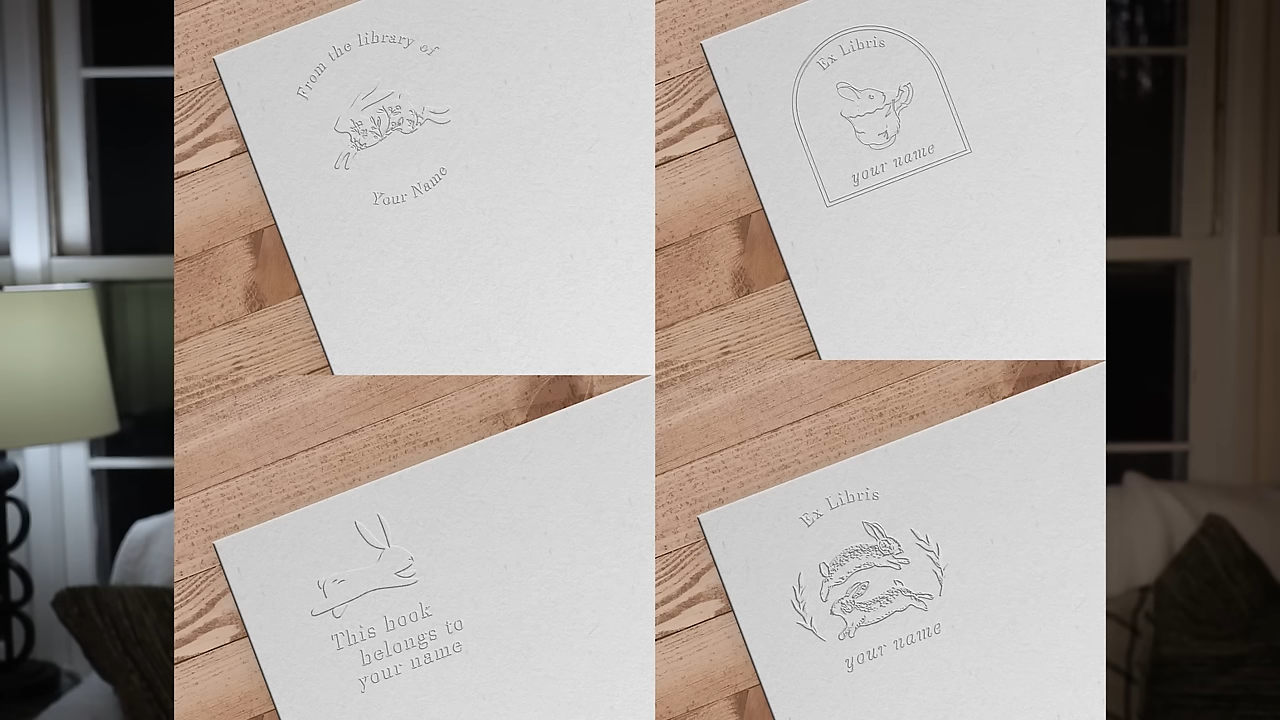 From the library of
Your Name
Ex Libris
your name
This book
belongs to
your name
Ex Libris
your name